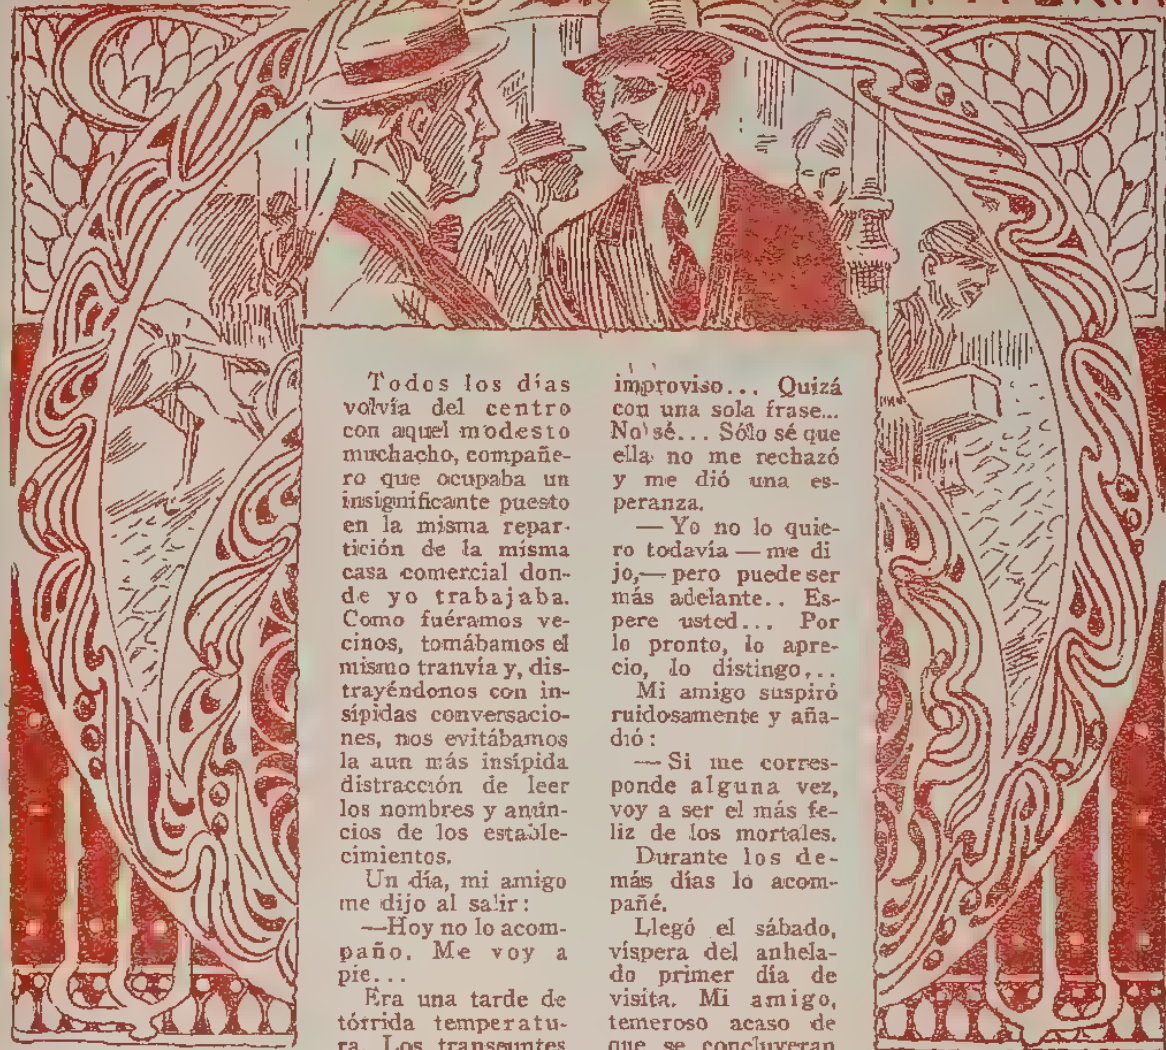 Todos los días
volvía del centro
con aquel modesto
muchacho, compañe-
ro que ocupaba un
insignificante puesto
en la misma repar-
tición de la misma
casa comercial don-
de yo trabajaba.
Como fuéramos ve-
cinos, tomábamos el
mismo tranvía y, dis-
trayéndonos con in-
sípidas conversacio-
nes, nos evitábamos
la aun más insípida
distracción de leer
los nombres y anún-
cios de los estable-
cimientos.
Un día, mi amigo
me dijo al salir:
—Hoy no lo acom-
paño. Me voy a
pie...
Era una tarde de
tórrida temperatu-
ra. Los transeuntes
improviso... Quizá
con una sola frase...
No sé... Sólo sé que
ella no me rechazó
y me dió una es-
peranza.
— Yo no lo quie-
ro todavía — me di
jo,— pero puede ser
más adelante.. Es-
pere usted... Por
lo pronto, lo apre-
cio, lo distingo...
Mi amigo suspiró
ruidosamente y aña-
dió:
— Si me corres-
ponde alguna vez,
voy a ser el más fe-
liz de los mortales.
Durante los de-
más días lo acom-
pañé.
Llegó el sábado,
víspera del anhela-
do primer día de
visita. Mi amigo,
temeroso acaso de
que se concluyeran